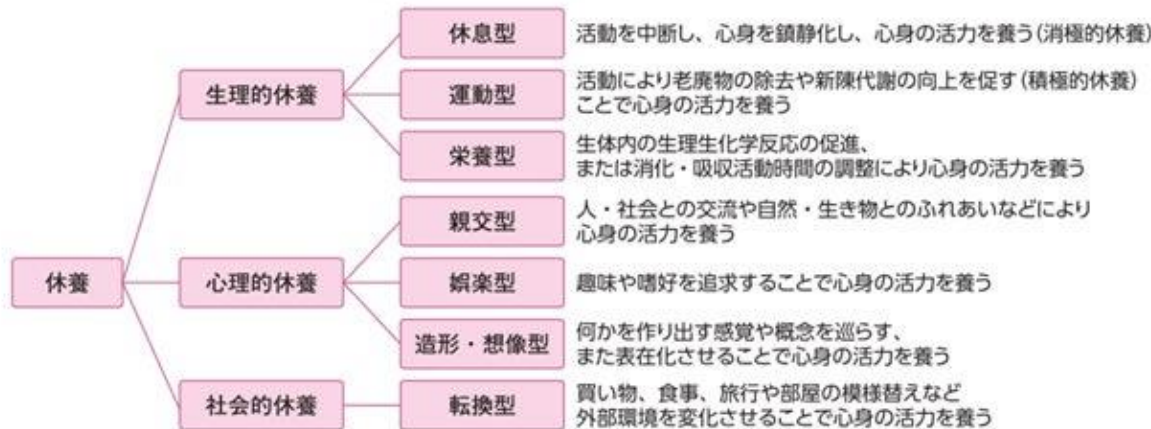 休養
生理的休養
休息型
活動を中断し、心身を鎮静化し、心身の活力を養う(消極的休養)
運動型
活動により老廃物の除去や新陳代謝の向上を促す(積極的休養)
ことで心身の活力を養う
栄養型
生体内の生理生化学反応の促進、
または消化・吸収活動時間の調整により心身の活力を養う
心理的休養
親交型
人・社会との交流や自然・生き物とのふれあいなどにより
心身の活力を養う
娯楽型
趣味や嗜好を追求することで心身の活力を養う
造形・想像型
何かを作り出す感覚や概念を巡らす、
また表在化させることで心身の活力を養う
社会的休養
転換型
買い物、食事、旅行や部屋の模様替えなど
外部環境を変化させることで心身の活力を養う